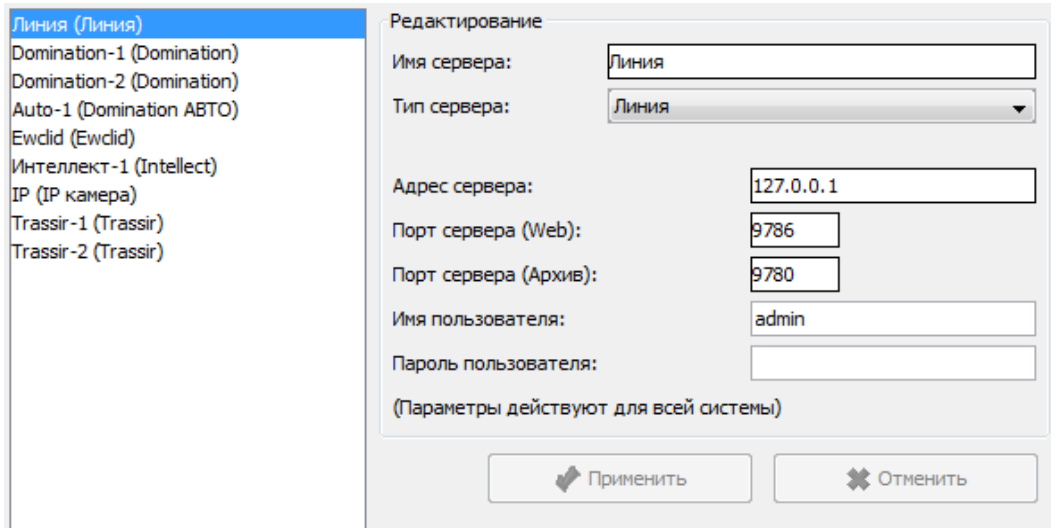 Линия (Линия)
Domination-1 (Domination)
Domination-2 (Domination)
Auto-1 (Domination АВТО)
Ewclid (Ewclid)
Интеллект-1 (Intellect)
IP (IP камера)
Trassir-1 (Trassir)
Trassir-2 (Trassir)
Редактирование
Имя сервера: Линия
Тип сервера: Линия
Адрес сервера: 127.0.0.1
Порт сервера (Web): 9786
Порт сервера (Архив): 9780
Имя пользователя: admin
Пароль пользователя:
(Параметры действуют для всей системы)
Применить Отменить